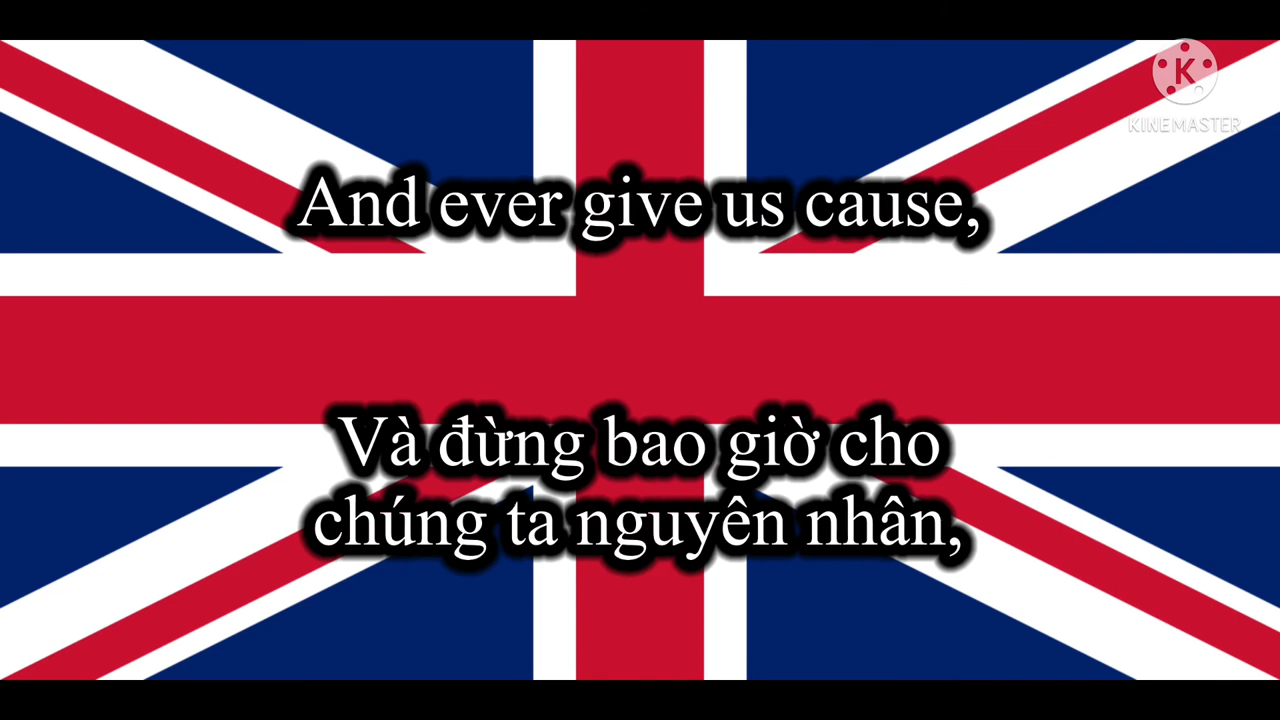 KINEMASTER
And ever give us cause,
Và đừng bao giờ cho
chúng ta nguyên nhân,